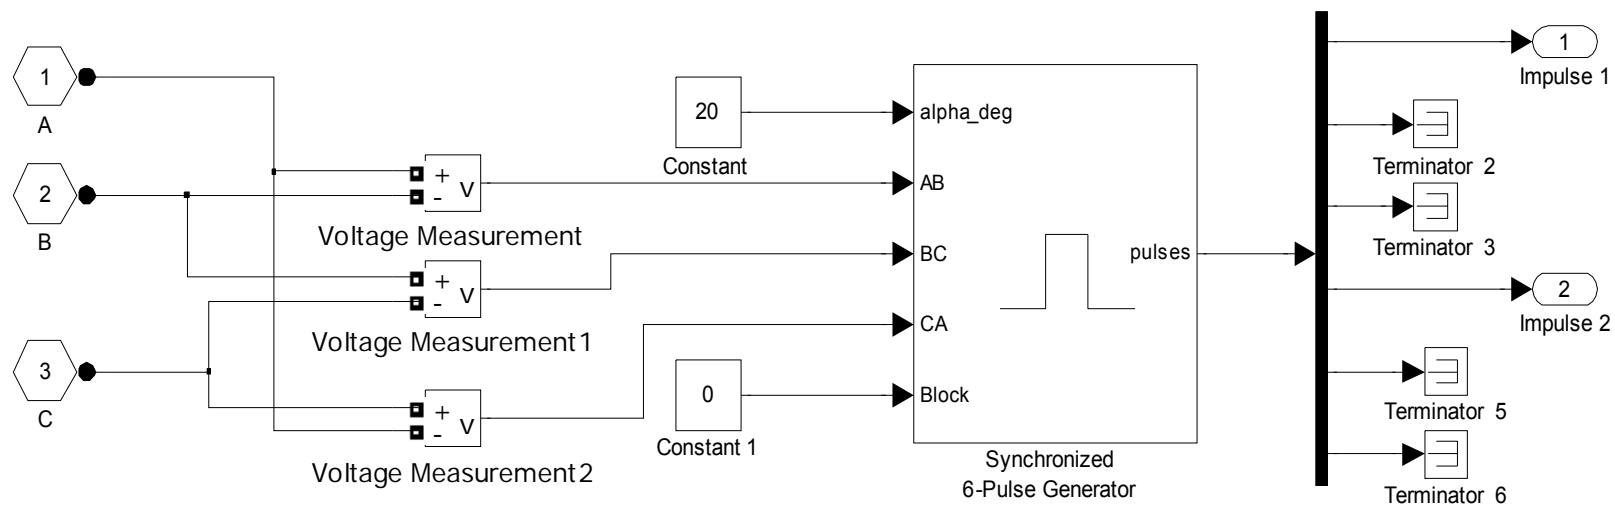 1
A
2
B
3
C
+
-
v
Voltage Measurement
+
-
v
Voltage Measurement1
+
-
v
Voltage Measurement2
20
Constant
0
Constant 1
alpha_deg
AB
BC
CA
Block
pulses
Synchronized
6-Pulse Generator
1
Impulse 1
Terminator 2
Terminator 3
2
Impulse 2
Terminator 5
Terminator 6